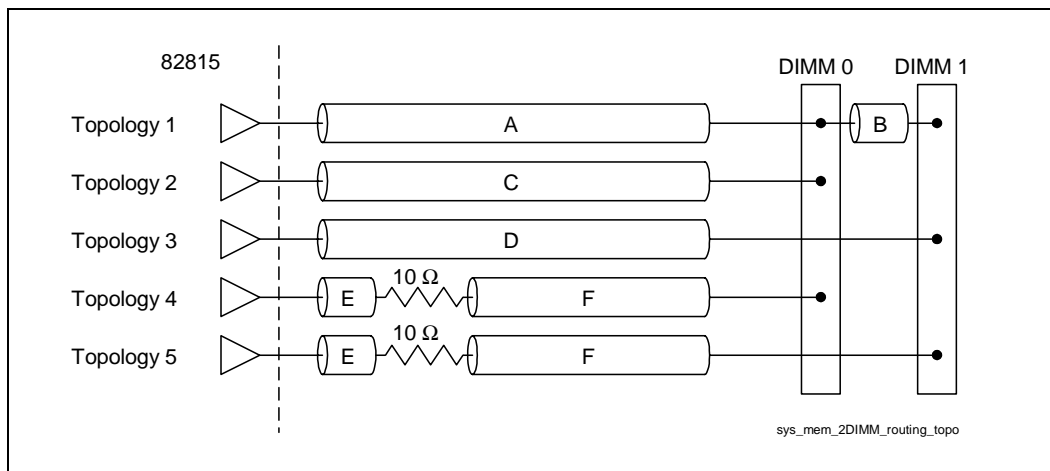 82815
DIMM 0 DIMM 1
Topology 1 A B
Topology 2 C
Topology 3 D
10 Ω
Topology 4 E F
10 Ω
Topology 5 E F
sys_mem_2DIMM_routing_topo